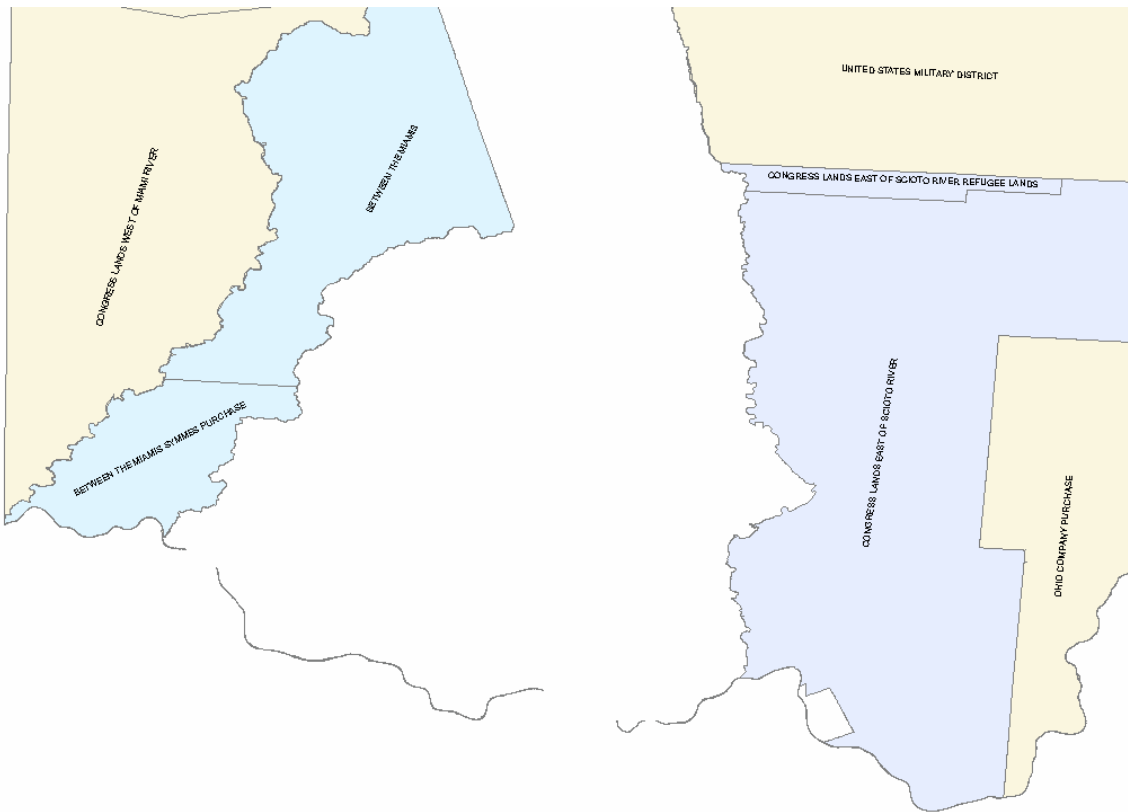 UNITED STATES MILITARY DISTRICT
CONGRESS LANDS EAST OF SCIOTO RIVER REFUGEE LANDS
BETWEEN THE MIAMIS
CONGRESS LANDS WEST OF MIAMI RIVER
BETWEEN THE MIAMIS SYMMES PURCHASE
CONGRESS LANDS EAST OF SCIOTO RIVER
OHIO COMPANY PURCHASE